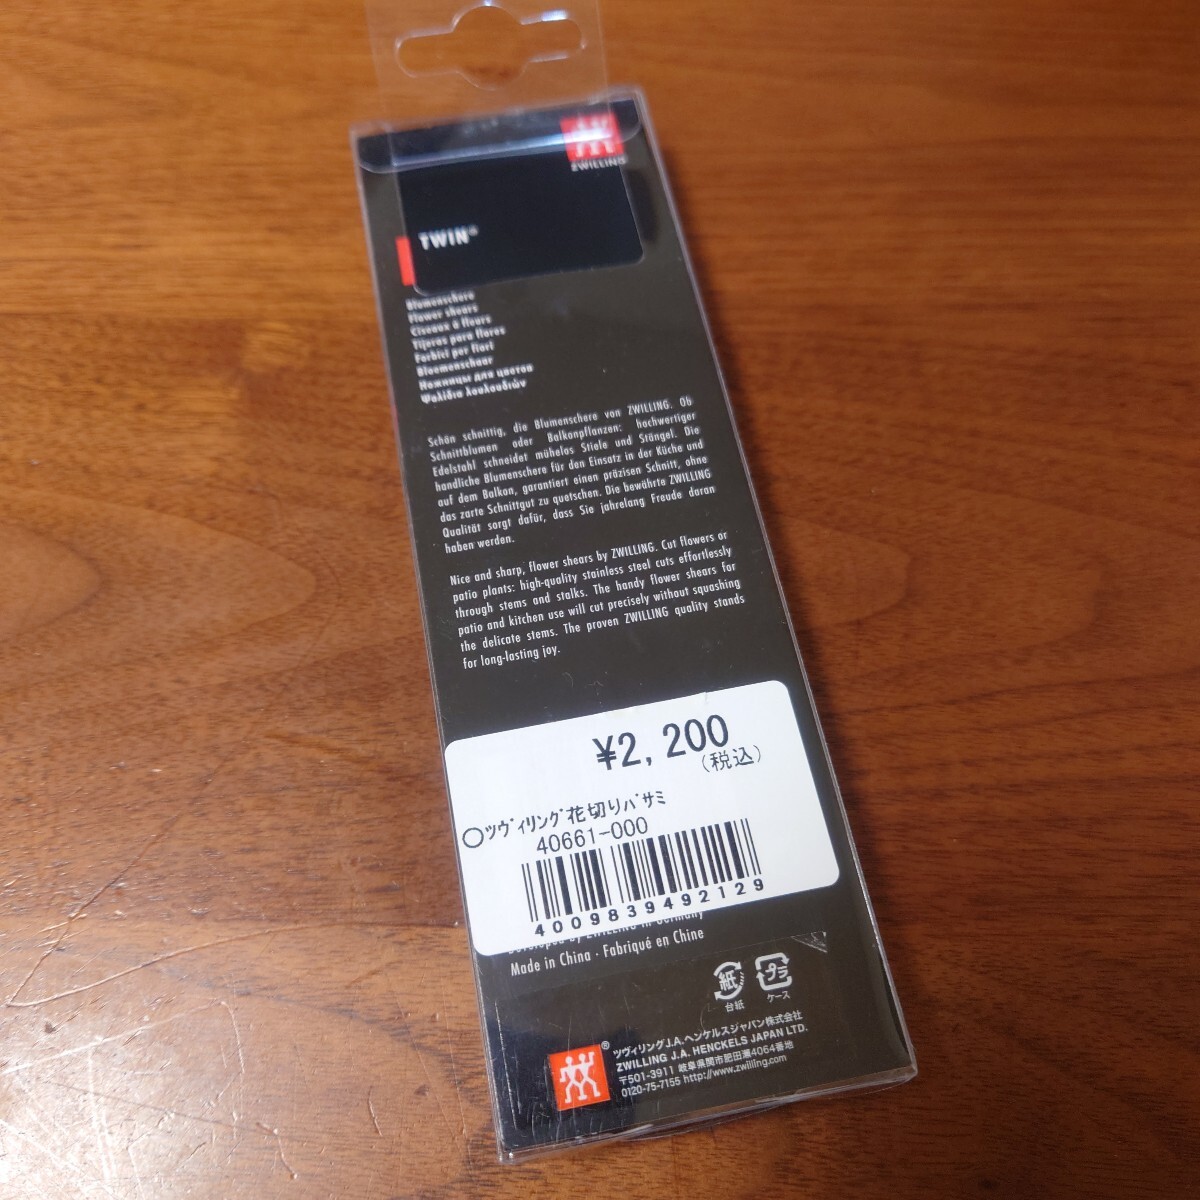 ZWILLING
TWIN®
Blumenschere
Flower shears
Ciseaux à fleurs
Tijeras para flores
Forbici per fiori
Bloemenschaar
Ножницы для цветов
Ψαλίδια λουλουδιών
Schön schnittig, die Blumenschere von ZWILLING. Ob
Schnittblumen oder Balkonpflanzen: hochwertiger
Edelstahl schneidet mühelos Stiele und Stängel. Die
handliche Blumenschere für den Einsatz in der Küche und
auf dem Balkon, garantiert einen präzisen Schnitt, ohne
das zarte Schnittgut zu quetschen. Die bewährte ZWILLING
Qualität sorgt dafür, dass Sie jahrelang Freude daran
haben werden.
Nice and sharp, flower shears by ZWILLING. Cut flowers or
patio plants: high-quality stainless steel cuts effortlessly
through stems and stalks. The handy flower shears for
patio and kitchen use will cut precisely without squashing
the delicate stems. The proven ZWILLING quality stands
for long-lasting joy.
¥2,200
(税込)
○ツヴィリング花切りバサミ
40661-000
4009839492129
Developed by ZWILLING in Germany
Made in China · Fabriqué en Chine
紙 プラ
台紙 ケース
®
ツヴィリングJ.A.ヘンケルスジャパン株式会社
ZWILLING J.A. HENCKELS JAPAN LTD.
〒501-3911 岐阜県関市肥田瀬4064番地
0120-75-7155 http://www.zwilling.com